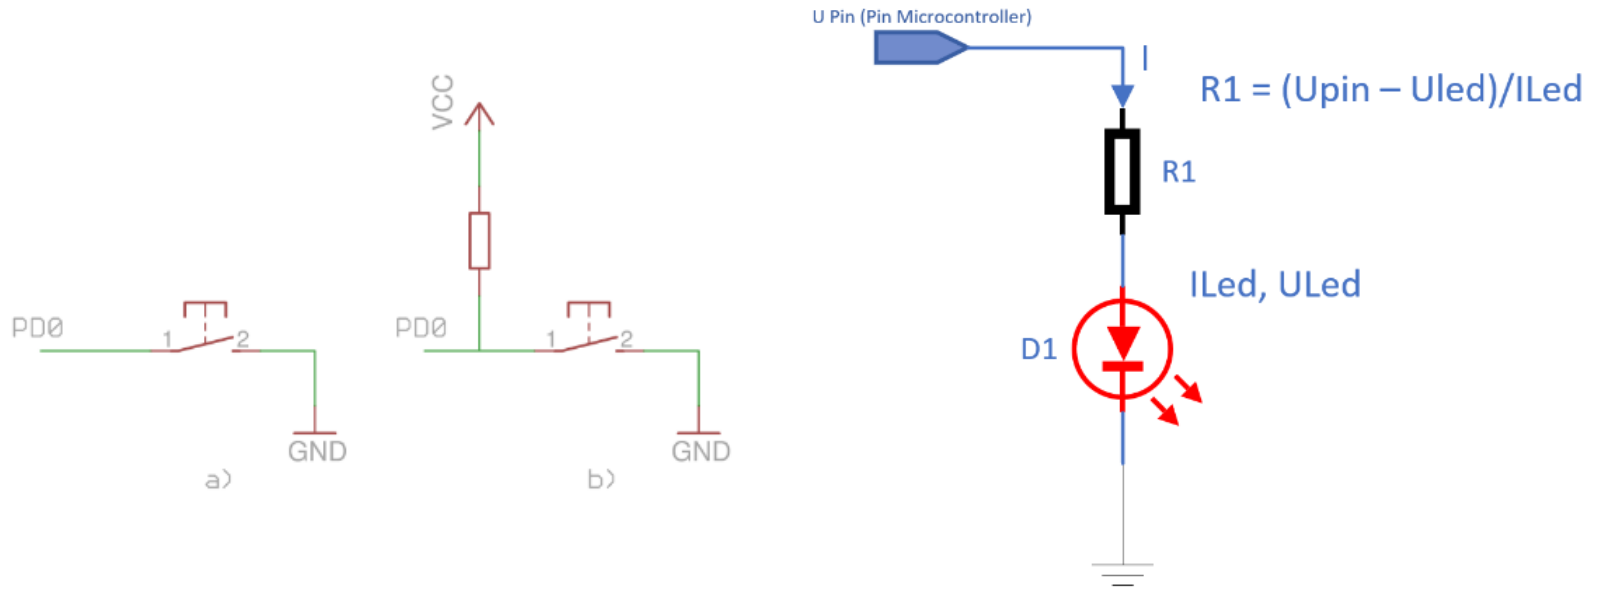 PD0
1
2
GND
a)
VCC
PD0
1
2
GND
b)
U Pin (Pin Microcontroller)
I
R1 = (Upin – Uled)/ILed
R1
ILed, ULed
D1